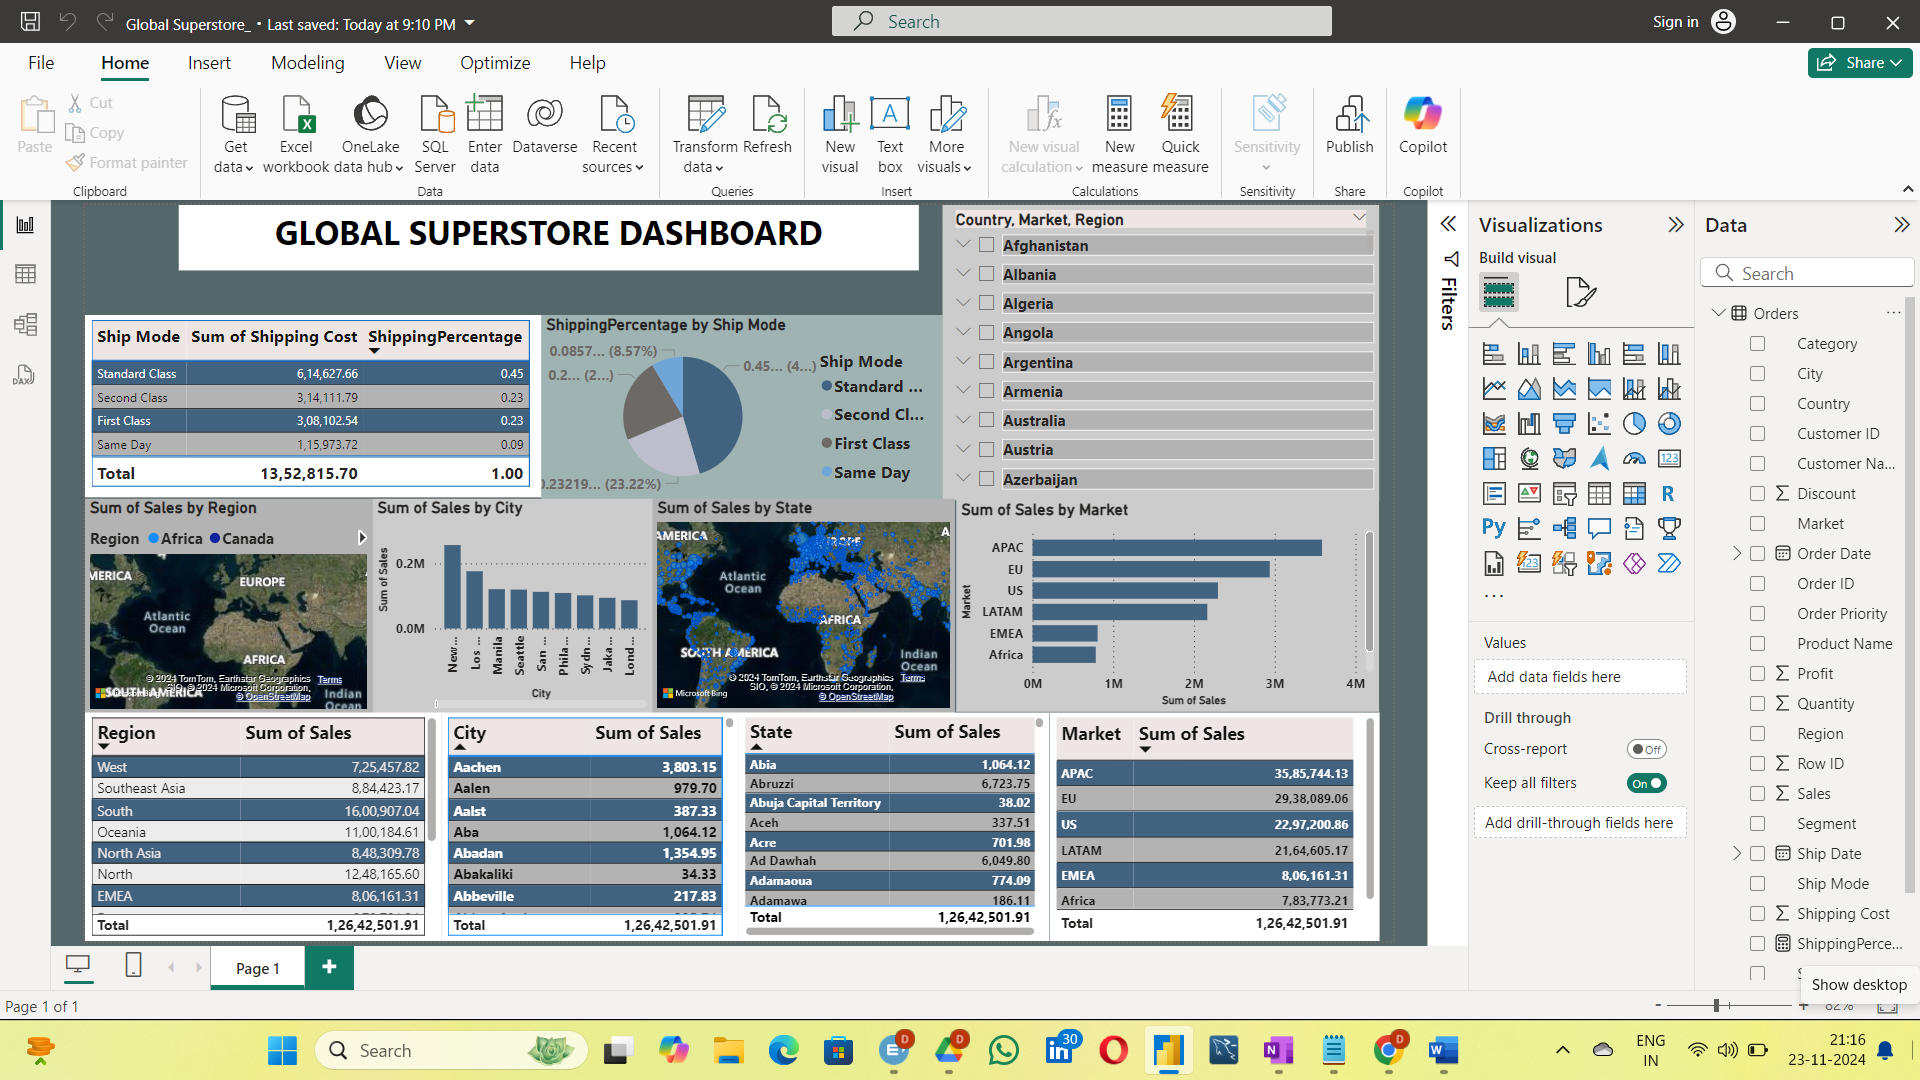 Global Superstore_ • Last saved: Today at 9:10 PM
Search
Sign in
File Home Insert Modeling View Optimize Help
Share
Paste
Cut
Copy
Format painter
Clipboard
Get data
Excel workbook
OneLake data hub
SQL Server
Enter data
Dataverse
Recent sources
Data
Transform data
Refresh
Queries
New visual
Text box
More visuals
Insert
New visual calculation
New measure
Quick measure
Calculations
Sensitivity
Sensitivity
Publish
Share
Copilot
Copilot
GLOBAL SUPERSTORE DASHBOARD
Country, Market, Region
Afghanistan
Albania
Algeria
Angola
Argentina
Armenia
Australia
Austria
Azerbaijan
Ship Mode Sum of Shipping Cost ShippingPercentage
Standard Class 6,14,627.66 0.45
Second Class 3,14,111.79 0.23
First Class 3,08,102.54 0.23
Same Day 1,15,973.72 0.09
Total 13,52,815.70 1.00
ShippingPercentage by Ship Mode
0.0857... (8.57%)
0.45... (4...)
0.2... (2...)
0.23219... (23.22%)
Ship Mode
Standard ...
Second Cl...
First Class
Same Day
Sum of Sales by Region
Region Africa Canada
EUROPE
Atlantic Ocean
AFRICA
SOUTH AMERICA
Indian Ocean
© 2024 TomTom, Earthstar Geographics SIO, © 2024 Microsoft Corporation, © OpenStreetMap Terms
Sum of Sales by City
Sum of Sales
0.2M
0.0M
New... Los ... Manila Seattle San ... Phila... Sydn... Jaka... Lond...
City
Sum of Sales by State
Atlantic Ocean
AFRICA
SOUTH AMERICA
Indian Ocean
Microsoft Bing
© 2024 TomTom, Earthstar Geographics SIO, © 2024 Microsoft Corporation, © OpenStreetMap Terms
Sum of Sales by Market
Market
APAC
EU
US
LATAM
EMEA
Africa
0M 1M 2M 3M 4M
Sum of Sales
Region Sum of Sales
West 7,25,457.82
Southeast Asia 8,84,423.17
South 16,00,907.04
Oceania 11,00,184.61
North Asia 8,48,309.78
North 12,48,165.60
EMEA 8,06,161.31
Total 1,26,42,501.91
City Sum of Sales
Aachen 3,803.15
Aalen 979.70
Aalst 387.33
Aba 1,064.12
Abadan 1,354.95
Abakaliki 34.33
Abbeville 217.83
Total 1,26,42,501.91
State Sum of Sales
Abia 1,064.12
Abruzzi 6,723.75
Abuja Capital Territory 38.02
Aceh 337.51
Acre 701.98
Ad Dawhah 6,049.80
Adamaoua 774.09
Adamawa 186.11
Total 1,26,42,501.91
Market Sum of Sales
APAC 35,85,744.13
EU 29,38,089.06
US 22,97,200.86
LATAM 21,64,605.17
EMEA 8,06,161.31
Africa 7,83,773.21
Total 1,26,42,501.91
Filters
Visualizations
Build visual
Values
Add data fields here
Drill through
Cross-report Off
Keep all filters On
Add drill-through fields here
Data
Search
Orders
Category
City
Country
Customer ID
Customer Na...
Discount
Market
Order Date
Order ID
Order Priority
Product Name
Profit
Quantity
Region
Row ID
Sales
Segment
Ship Date
Ship Mode
Shipping Cost
ShippingPerce...
Show desktop
Page 1
Page 1 of 1
Search
30
ENG
IN
21:16
23-11-2024